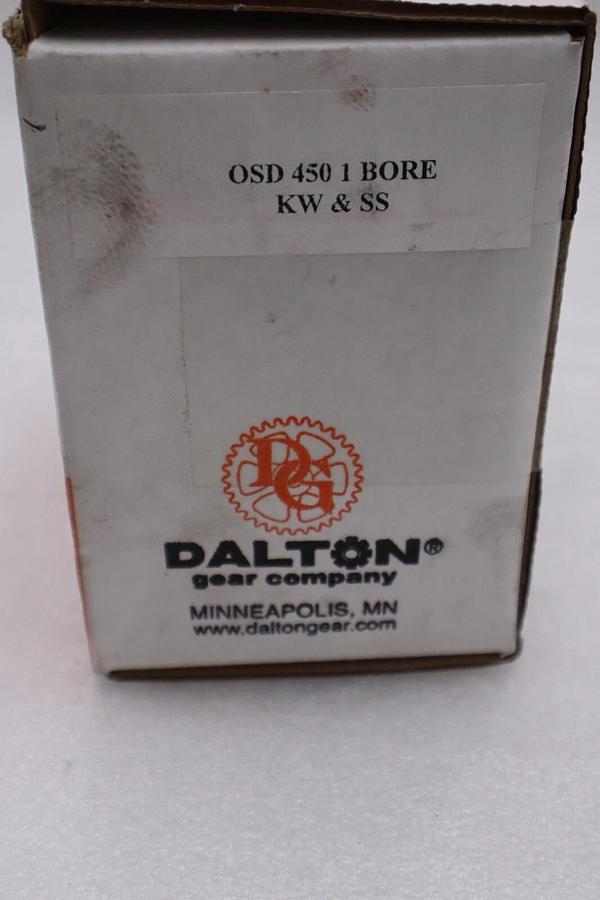 OSD 450 1 BORE
KW & SS
DG
DALTON®
gear company
MINNEAPOLIS, MN
www.daltongear.com